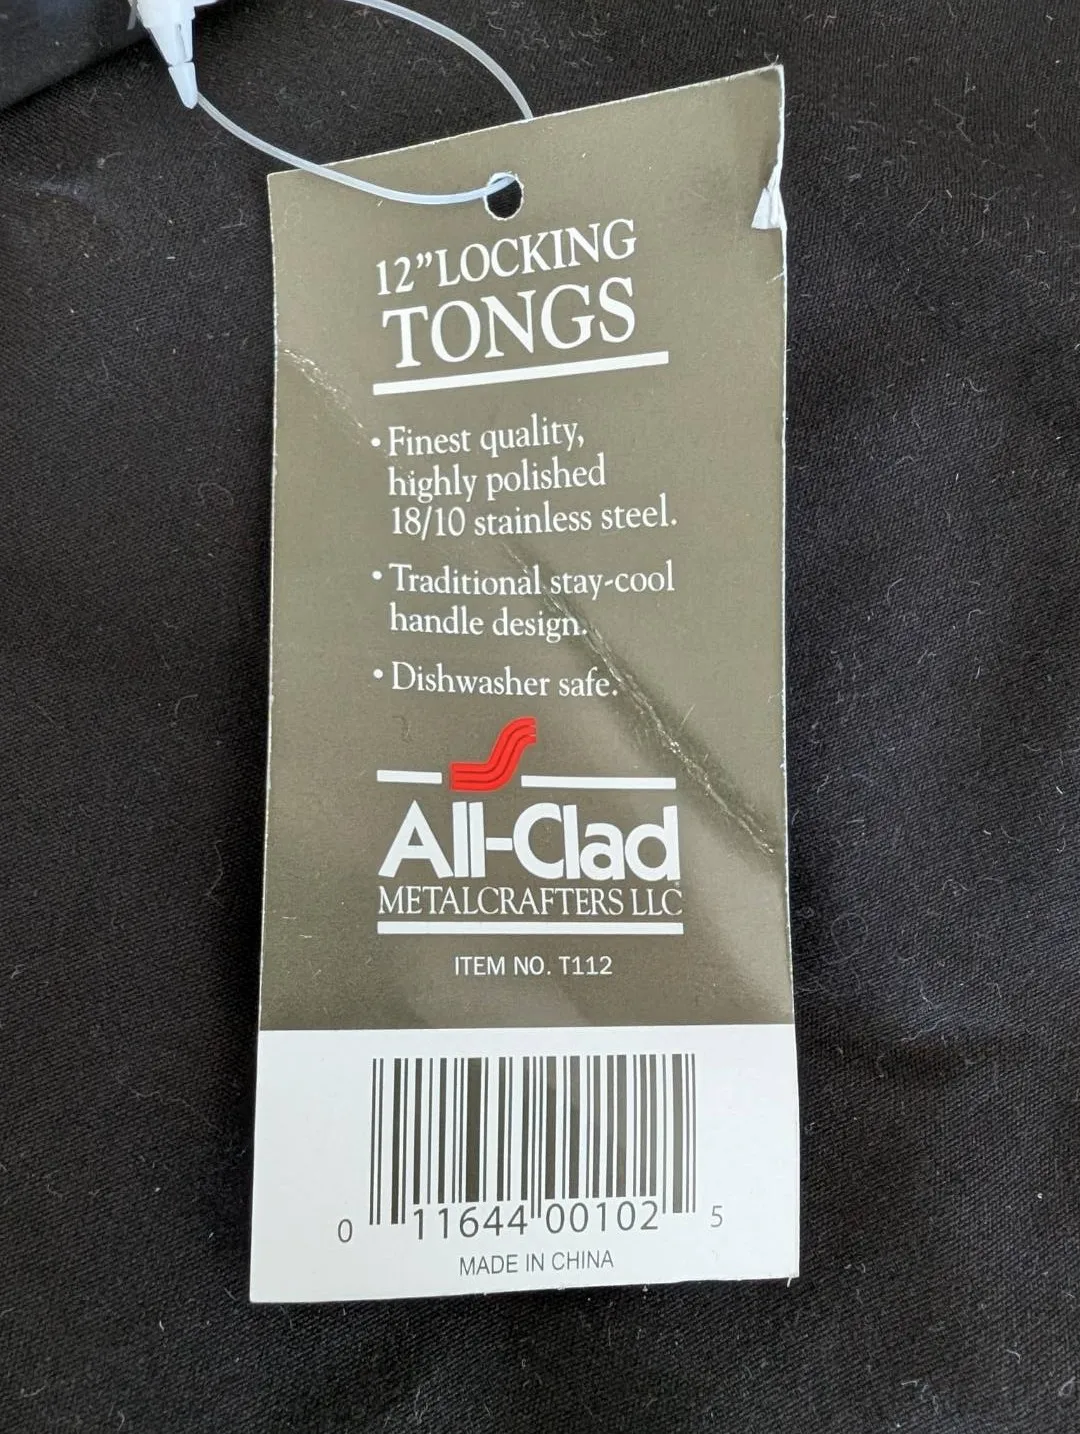 12" LOCKING
TONGS
• Finest quality,
highly polished
18/10 stainless steel.
• Traditional stay-cool
handle design.
• Dishwasher safe.
All-Clad
METALCRAFTERS LLC
ITEM NO. T112
0 11644 00102 5
MADE IN CHINA